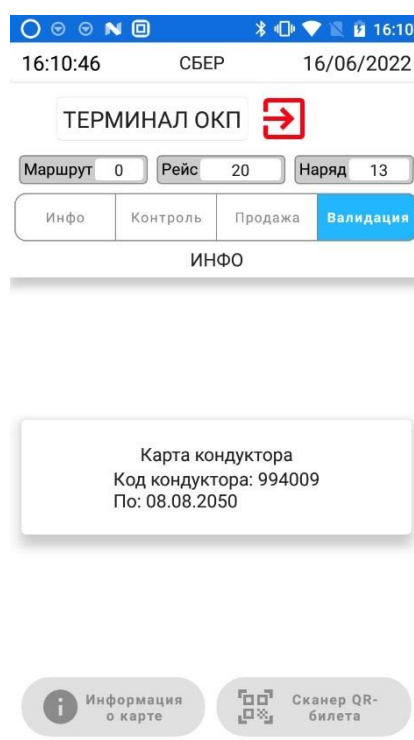 16:10
16:10:46 СБЕР 16/06/2022
ТЕРМИНАЛ ОКП
Маршрут 0 Рейс 20 Наряд 13
Инфо Контроль Продажа Валидация
ИНФО
Карта кондуктора
Код кондуктора: 994009
По: 08.08.2050
Информация
о карте
Сканер QR-
билета